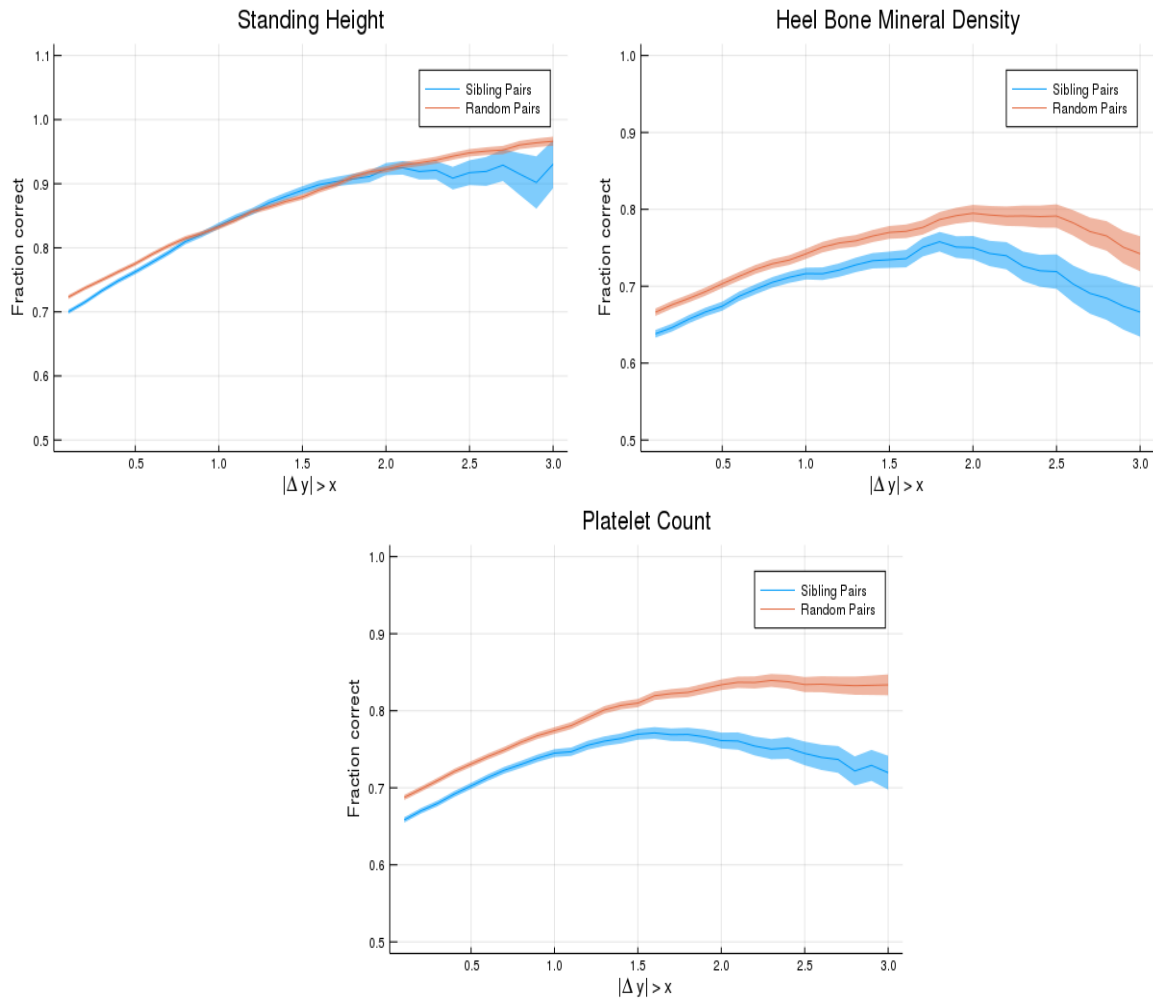 Standing Height
1.1
1.0
0.9
0.8
0.7
0.6
0.5
Fraction correct
Sibling Pairs
Random Pairs
0.5 1.0 1.5 2.0 2.5 3.0
|Δ y| > x
Heel Bone Mineral Density
1.0
0.9
0.8
0.7
0.6
0.5
Fraction correct
Sibling Pairs
Random Pairs
0.5 1.0 1.5 2.0 2.5 3.0
|Δ y| > x
Platelet Count
1.0
0.9
0.8
0.7
0.6
0.5
Fraction correct
Sibling Pairs
Random Pairs
0.5 1.0 1.5 2.0 2.5 3.0
|Δ y| > x